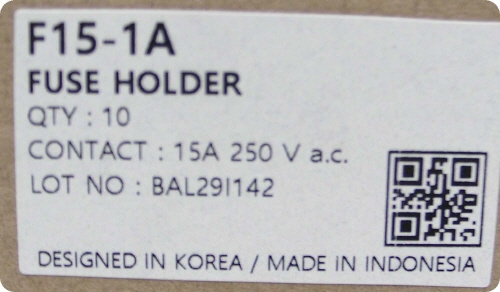 F15-1A
FUSE HOLDER
QTY : 10
CONTACT : 15A 250 V a.c.
LOT NO : BAL29I142
DESIGNED IN KOREA / MADE IN INDONESIA